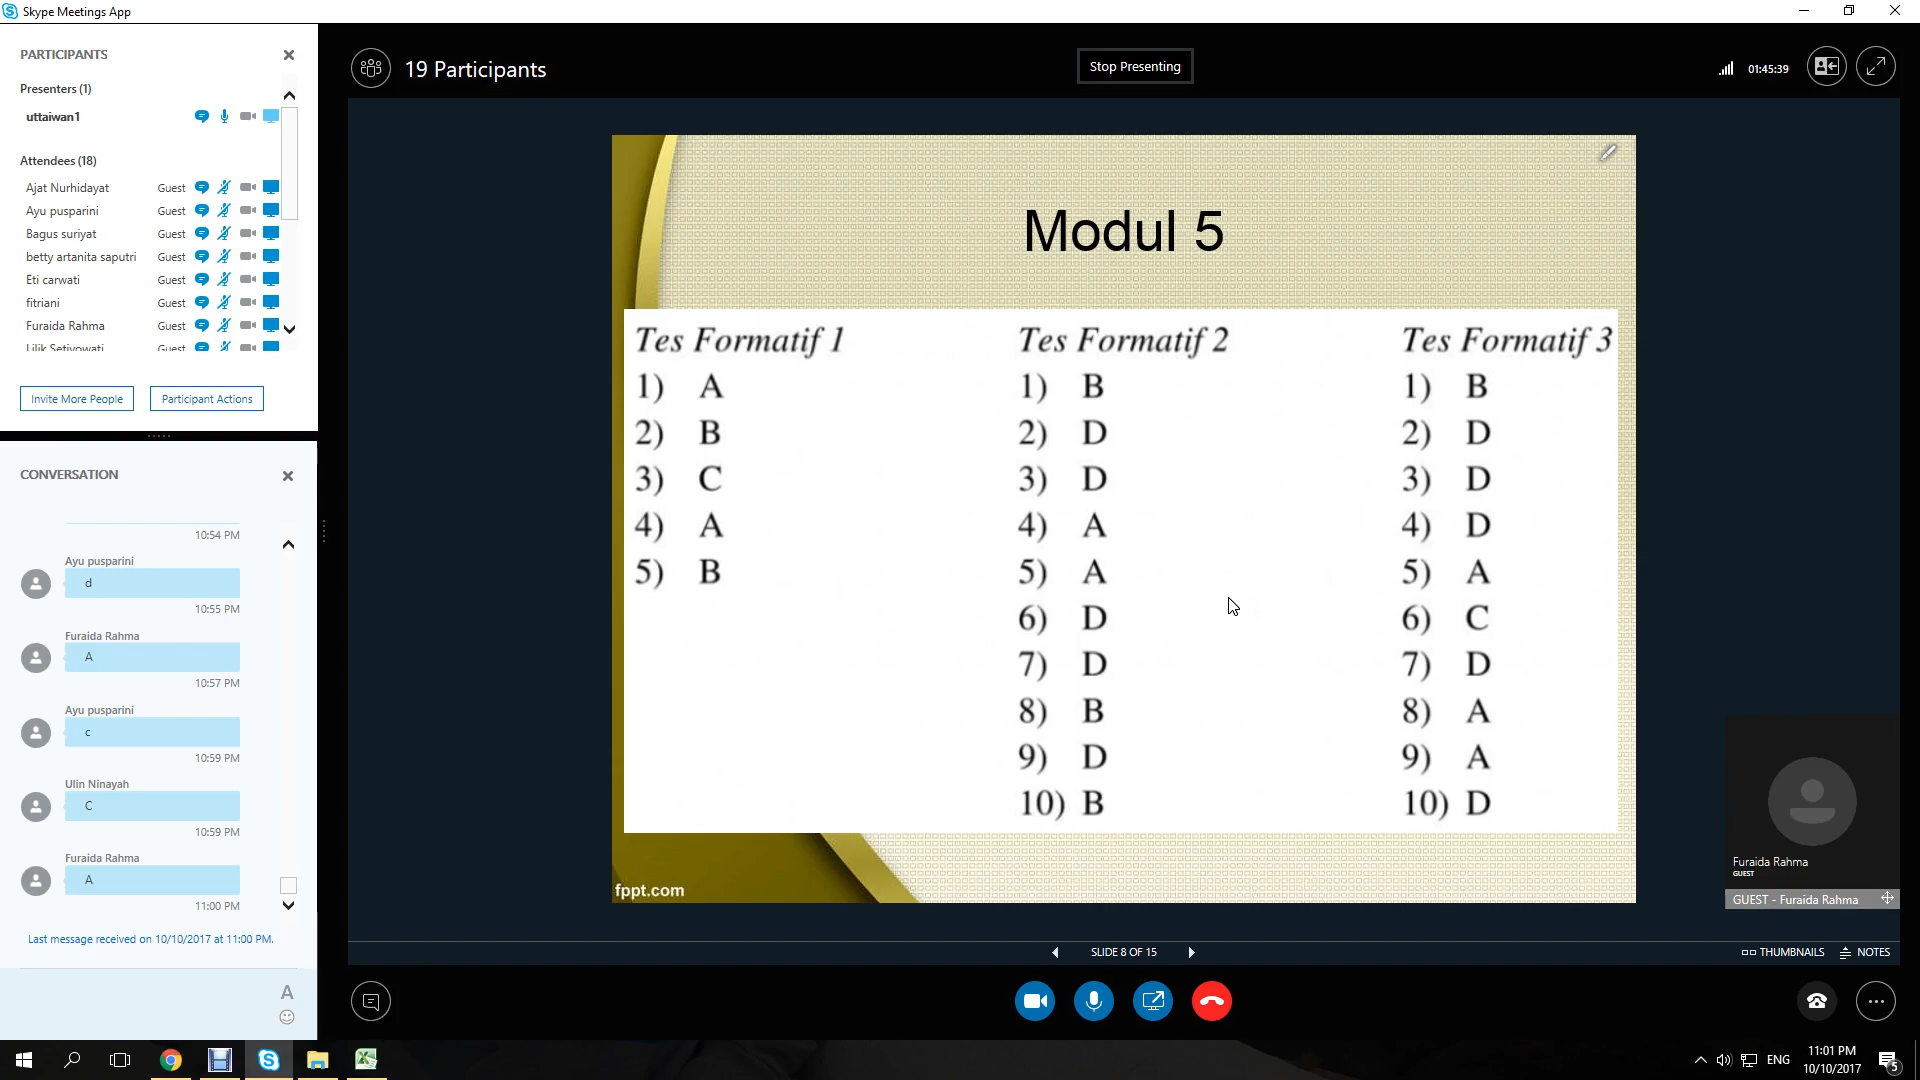 Skype Meetings App
PARTICIPANTS
Presenters (1)
uttaiwan1
Attendees (18)
Ajat Nurhidayat Guest
Ayu pusparini Guest
Bagus suriyat Guest
betty artanita saputri Guest
Eti carwati Guest
fitriani Guest
Furaida Rahma Guest
Lilik Setiyowati Guest
Invite More People
Participant Actions
CONVERSATION
10:54 PM
Ayu pusparini
d
10:55 PM
Furaida Rahma
A
10:57 PM
Ayu pusparini
c
10:59 PM
Ulin Ninayah
C
10:59 PM
Furaida Rahma
A
11:00 PM
Last message received on 10/10/2017 at 11:00 PM.
A
19 Participants
Stop Presenting
01:45:39
Modul 5
Tes Formatif 1
1) A
2) B
3) C
4) A
5) B
Tes Formatif 2
1) B
2) D
3) D
4) A
5) A
6) D
7) D
8) B
9) D
10) B
Tes Formatif 3
1) B
2) D
3) D
4) D
5) A
6) C
7) D
8) A
9) A
10) D
fppt.com
Furaida Rahma
GUEST
GUEST - Furaida Rahma
SLIDE 8 OF 15
THUMBNAILS
NOTES
ENG
11:01 PM
10/10/2017
5